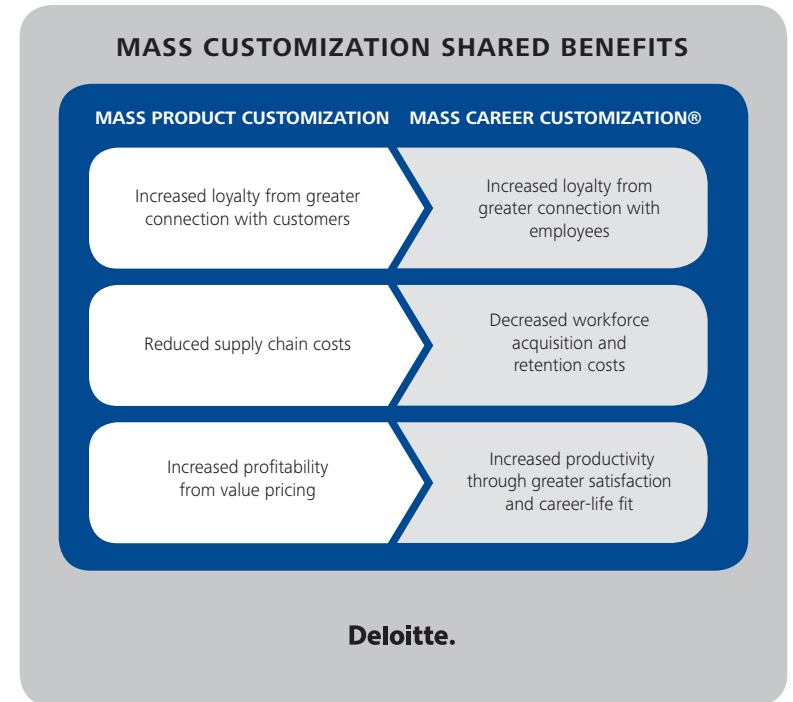 MASS CUSTOMIZATION SHARED BENEFITS
MASS PRODUCT CUSTOMIZATION
MASS CAREER CUSTOMIZATION®
Increased loyalty from greater
connection with customers
Increased loyalty from
greater connection with
employees
Reduced supply chain costs
Decreased workforce
acquisition and
retention costs
Increased profitability
from value pricing
Increased productivity
through greater satisfaction
and career-life fit
Deloitte.